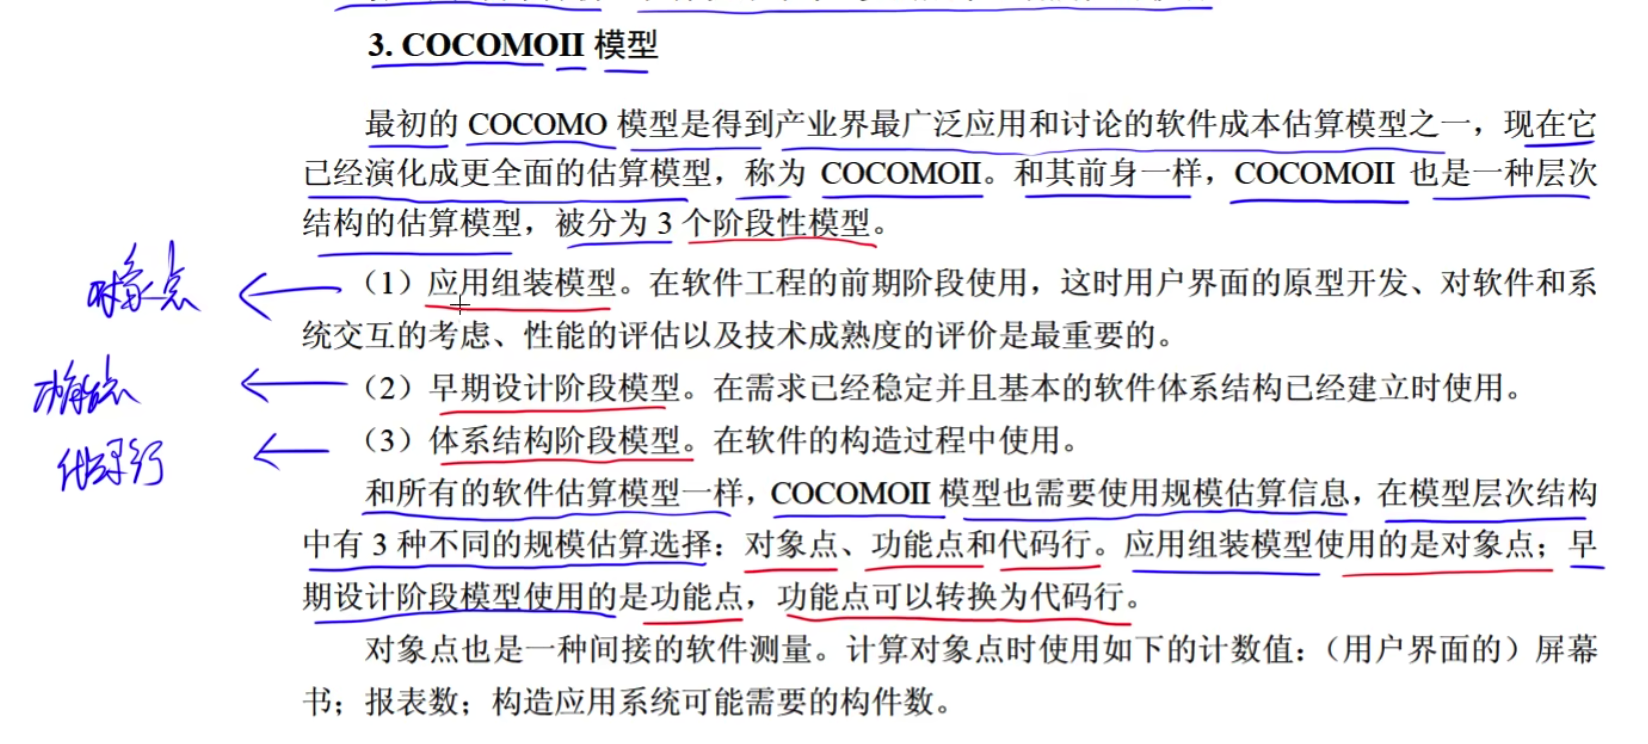 3. COCOMOII 模型
最初的 COCOMO 模型是得到产业界最广泛应用和讨论的软件成本估算模型之一，现在它
已经演化成更全面的估算模型，称为 COCOMOII。和其前身一样，COCOMOII 也是一种层次
结构的估算模型，被分为 3 个阶段性模型。
对象点
（1）应用组装模型。在软件工程的前期阶段使用，这时用户界面的原型开发、对软件和系
统交互的考虑、性能的评估以及技术成熟度的评价是最重要的。
功能点
（2）早期设计阶段模型。在需求已经稳定并且基本的软件体系结构已经建立时使用。
代码行
（3）体系结构阶段模型。在软件的构造过程中使用。
和所有的软件估算模型一样，COCOMOII 模型也需要使用规模估算信息，在模型层次结构
中有 3 种不同的规模估算选择：对象点、功能点和代码行。应用组装模型使用的是对象点；早
期设计阶段模型使用的是功能点，功能点可以转换为代码行。
对象点也是一种间接的软件测量。计算对象点时使用如下的计数值：（用户界面的）屏幕
书；报表数；构造应用系统可能需要的构件数。